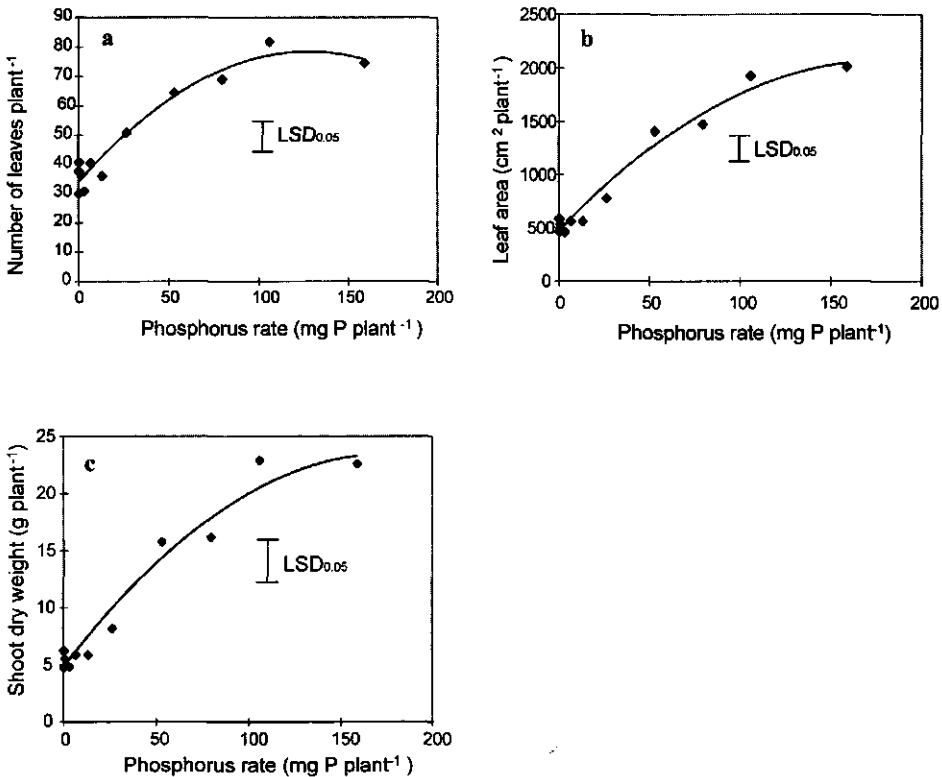 a
Number of leaves plant⁻¹
90
80
70
60
50
40
30
20
10
0
LSD₀.₀₅
0 50 100 150 200
Phosphorus rate (mg P plant⁻¹)
b
Leaf area (cm² plant⁻¹)
2500
2000
1500
1000
500
0
LSD₀.₀₅
0 50 100 150 200
Phosphorus rate (mg P plant⁻¹)
c
Shoot dry weight (g plant⁻¹)
25
20
15
10
5
0
LSD₀.₀₅
0 50 100 150 200
Phosphorus rate (mg P plant⁻¹)